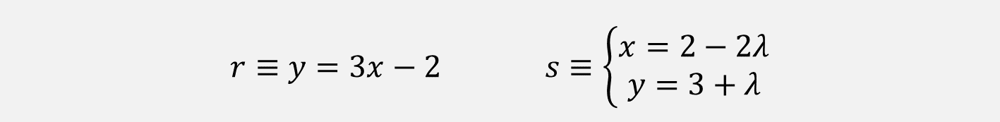 r ≡ y = 3x − 2
s ≡ { x = 2 − 2λ
y = 3 + λ